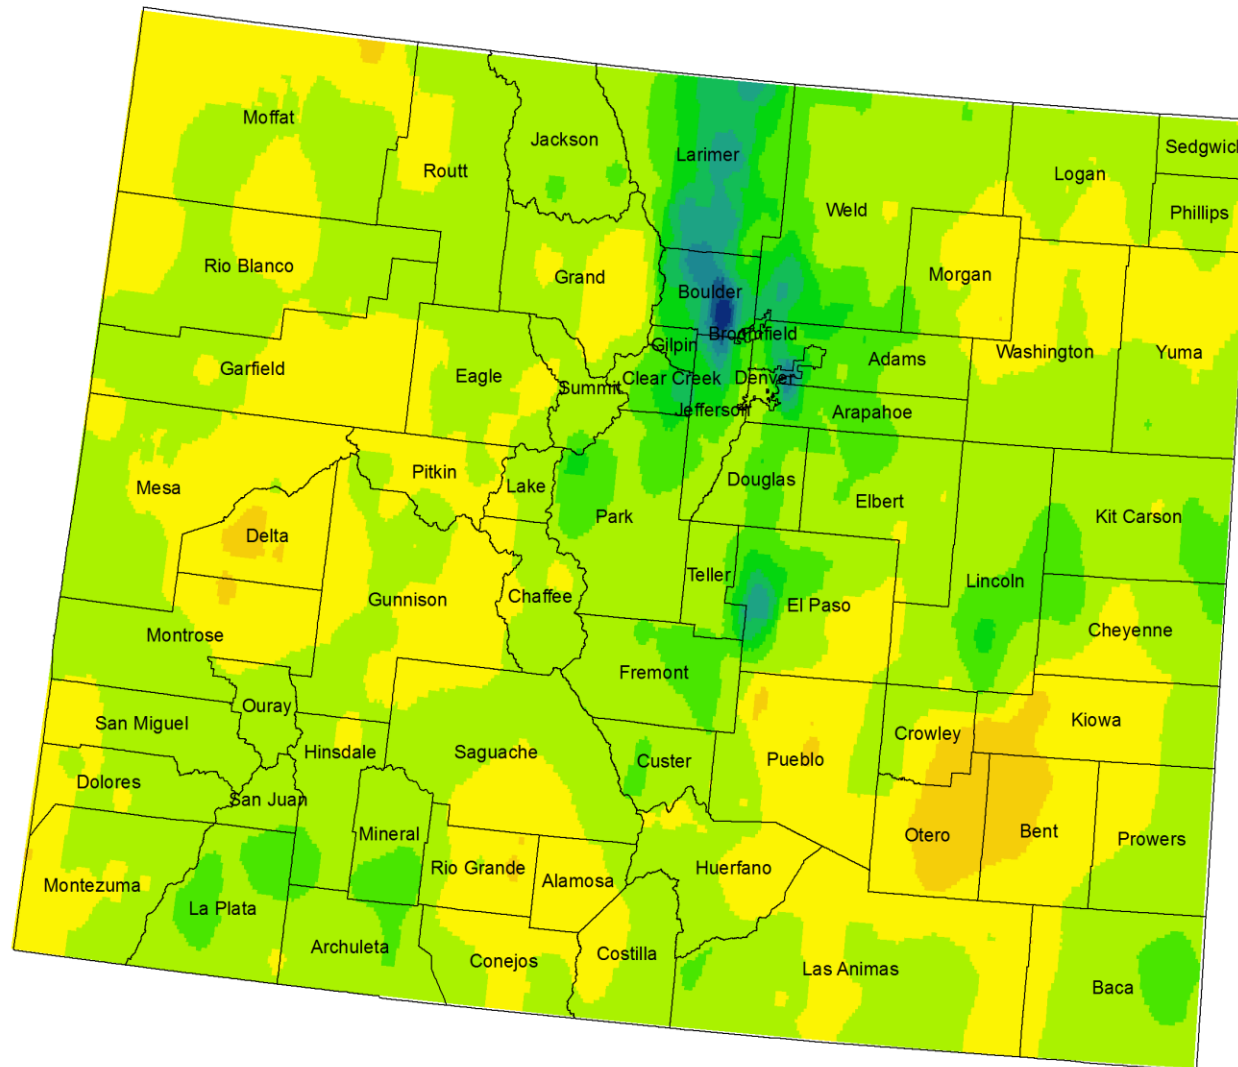 Moffat
Jackson
Larimer
Sedgwick
Logan
Routt
Weld
Phillips
Rio Blanco
Grand
Morgan
Boulder
Broomfield
Gilpin
Adams
Washington
Yuma
Garfield
Eagle
Summit
Clear Creek
Denver
Jefferson
Arapahoe
Pitkin
Mesa
Lake
Douglas
Elbert
Park
Kit Carson
Delta
Teller
Lincoln
Gunnison
Chaffee
El Paso
Montrose
Cheyenne
Fremont
Ouray
San Miguel
Kiowa
Crowley
Hinsdale
Saguache
Custer
Pueblo
Dolores
San Juan
Mineral
Otero
Bent
Prowers
Rio Grande
Huerfano
Montezuma
Alamosa
La Plata
Archuleta
Conejos
Costilla
Las Animas
Baca